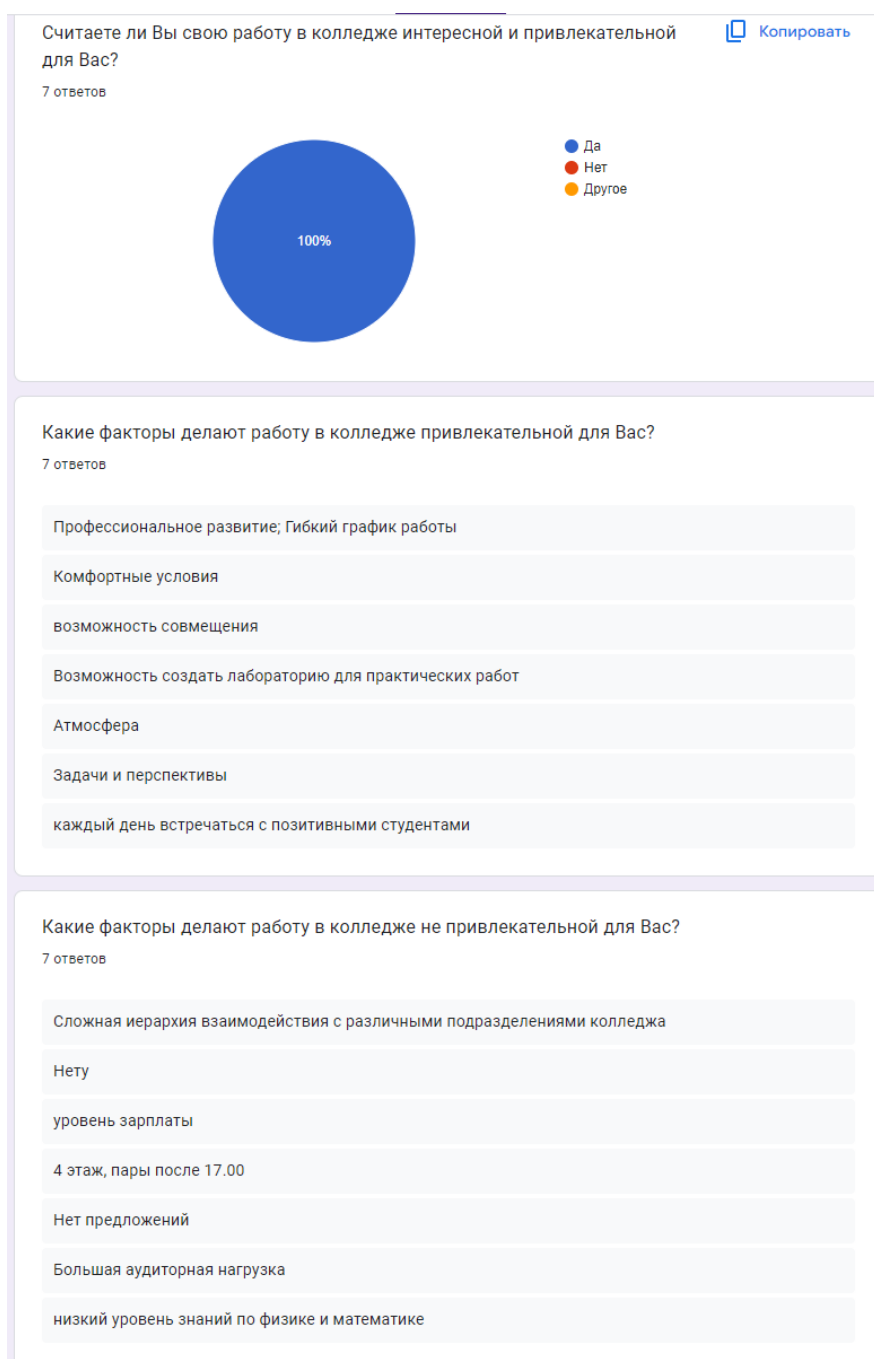 Считаете ли Вы свою работу в колледже интересной и привлекательной
для Вас?
Копировать
7 ответов
Да
Нет
Другое
100%
Какие факторы делают работу в колледже привлекательной для Вас?
7 ответов
Профессиональное развитие; Гибкий график работы
Комфортные условия
возможность совмещения
Возможность создать лабораторию для практических работ
Атмосфера
Задачи и перспективы
каждый день встречаться с позитивными студентами
Какие факторы делают работу в колледже не привлекательной для Вас?
7 ответов
Сложная иерархия взаимодействия с различными подразделениями колледжа
Нету
уровень зарплаты
4 этаж, пары после 17.00
Нет предложений
Большая аудиторная нагрузка
низкий уровень знаний по физике и математике